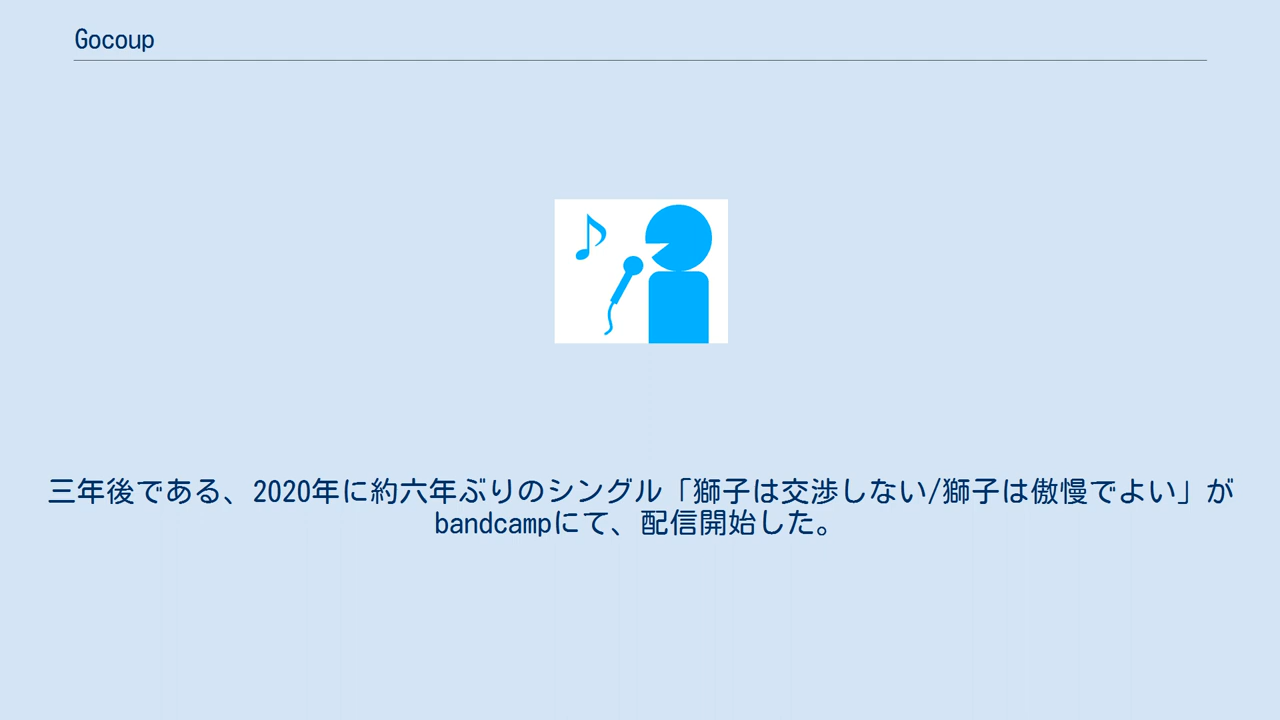 Gocoup
三年後である、2020年に約六年ぶりのシングル「獅子は交渉しない/獅子は傲慢でよい」が
bandcampにて、配信開始した。